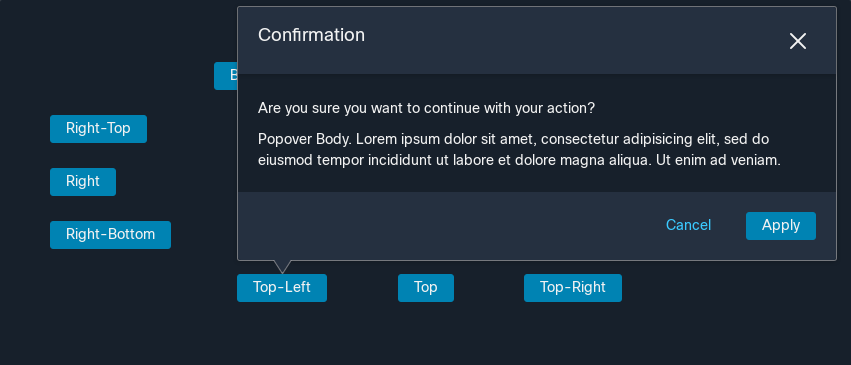 Confirmation
Right-Top
Are you sure you want to continue with your action?
Popover Body. Lorem ipsum dolor sit amet, consectetur adipisicing elit, sed do
eiusmod tempor incididunt ut labore et dolore magna aliqua. Ut enim ad veniam.
Right
Right-Bottom
Cancel
Apply
Top-Left
Top
Top-Right